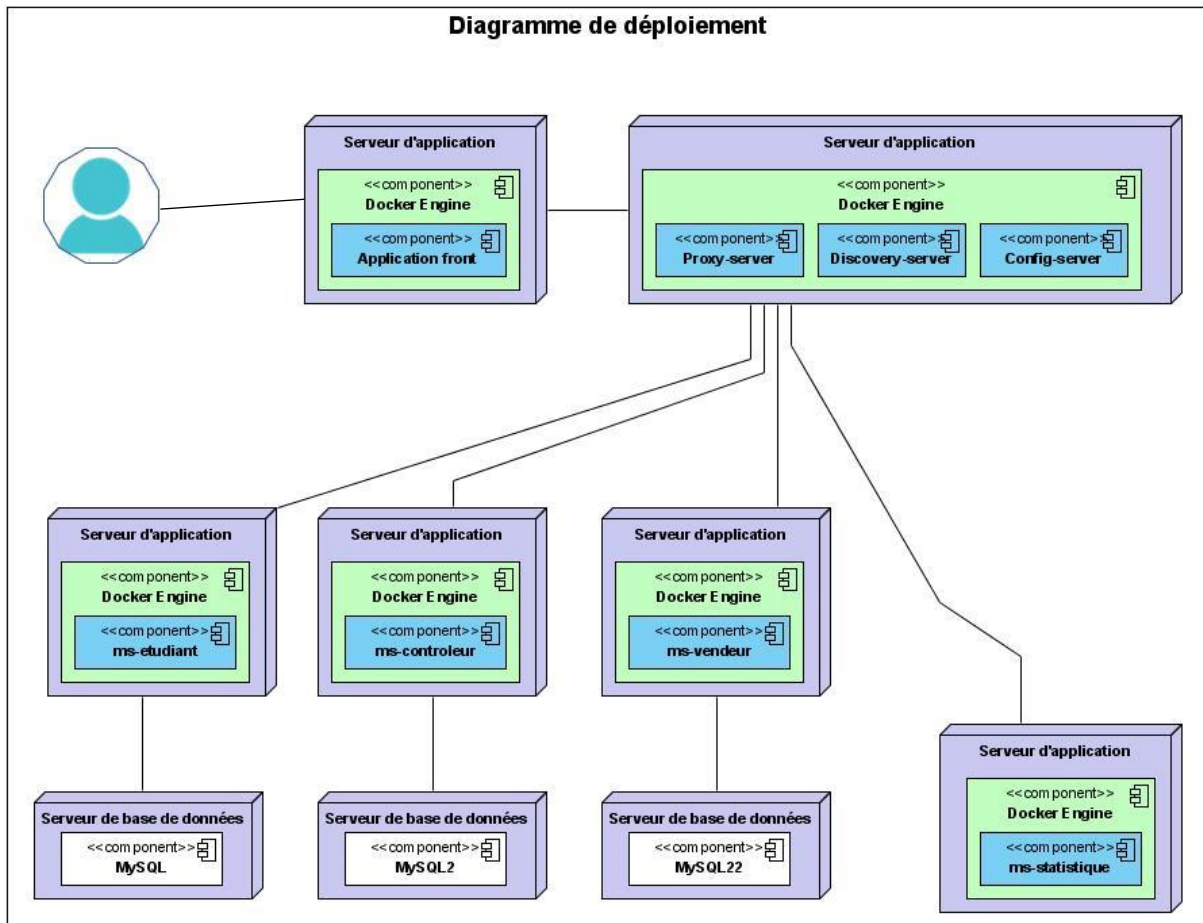 Diagramme de déploiement
Serveur d'application
<<component>>
Docker Engine
<<component>>
Application front
Serveur d'application
<<component>>
Docker Engine
<<component>>
Proxy-server
<<component>>
Discovery-server
<<component>>
Config-server
Serveur d'application
<<component>>
Docker Engine
<<component>>
ms-etudiant
Serveur d'application
<<component>>
Docker Engine
<<component>>
ms-controleur
Serveur d'application
<<component>>
Docker Engine
<<component>>
ms-vendeur
Serveur d'application
<<component>>
Docker Engine
<<component>>
ms-statistique
Serveur de base de données
<<component>>
MySQL
Serveur de base de données
<<component>>
MySQL2
Serveur de base de données
<<component>>
MySQL22